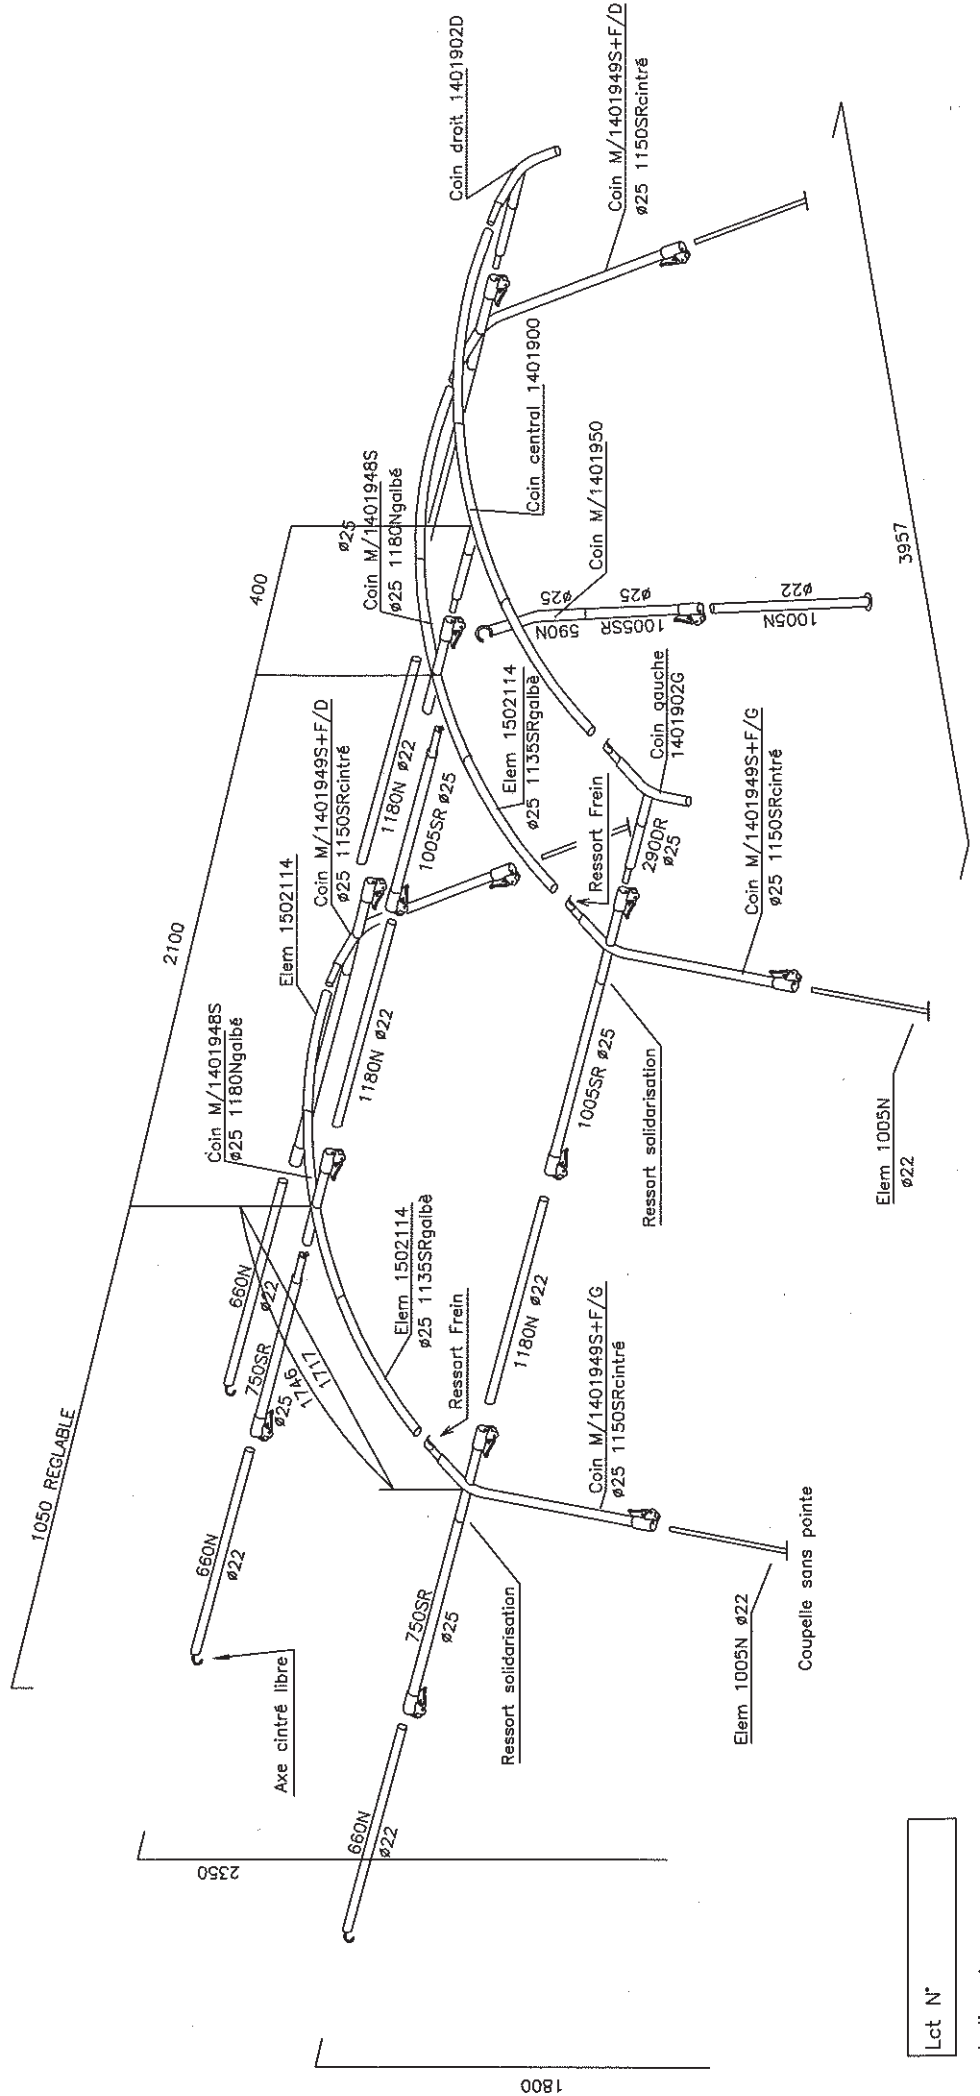 1050 REGLABLE
2100
400
3957
2350
1800
Coin droit 1401902D
Coin M/1401949S+F/D
ø25 1150SRcintré
Coin central 1401900
Coin M/1401950
ø25
Coin M/1401948S
ø25 1180Ngalbé
ø25
590N
ø25
1005SR
ø22
1005N
Coin gauche
1401902G
Elem 1502114
ø25 1135SRgalbè
Ressort Frein
290DR
ø25
Coin M/1401949S+F/G
ø25 1150SRcintré
Coin M/1401949S+F/D
ø25 1150SRcintré
1180N ø22
1005SR ø25
Elem 1502114
1180N ø22
Coin M/1401948S
ø25 1180Ngalbé
1005SR ø25
Ressort solidarisation
Elem 1005N
ø22
660N
ø22
750SR
ø25
1746
1717
Elem 1502114
ø25 1135SRgalbè
Ressort Frein
1180N ø22
Coin M/1401949S+F/G
ø25 1150SRcintré
660N
ø22
Axe cintré libre
750SR
ø25
Ressort solidarisation
Elem 1005N ø22
Coupelle sans pointe
660N
ø22
Lct N°